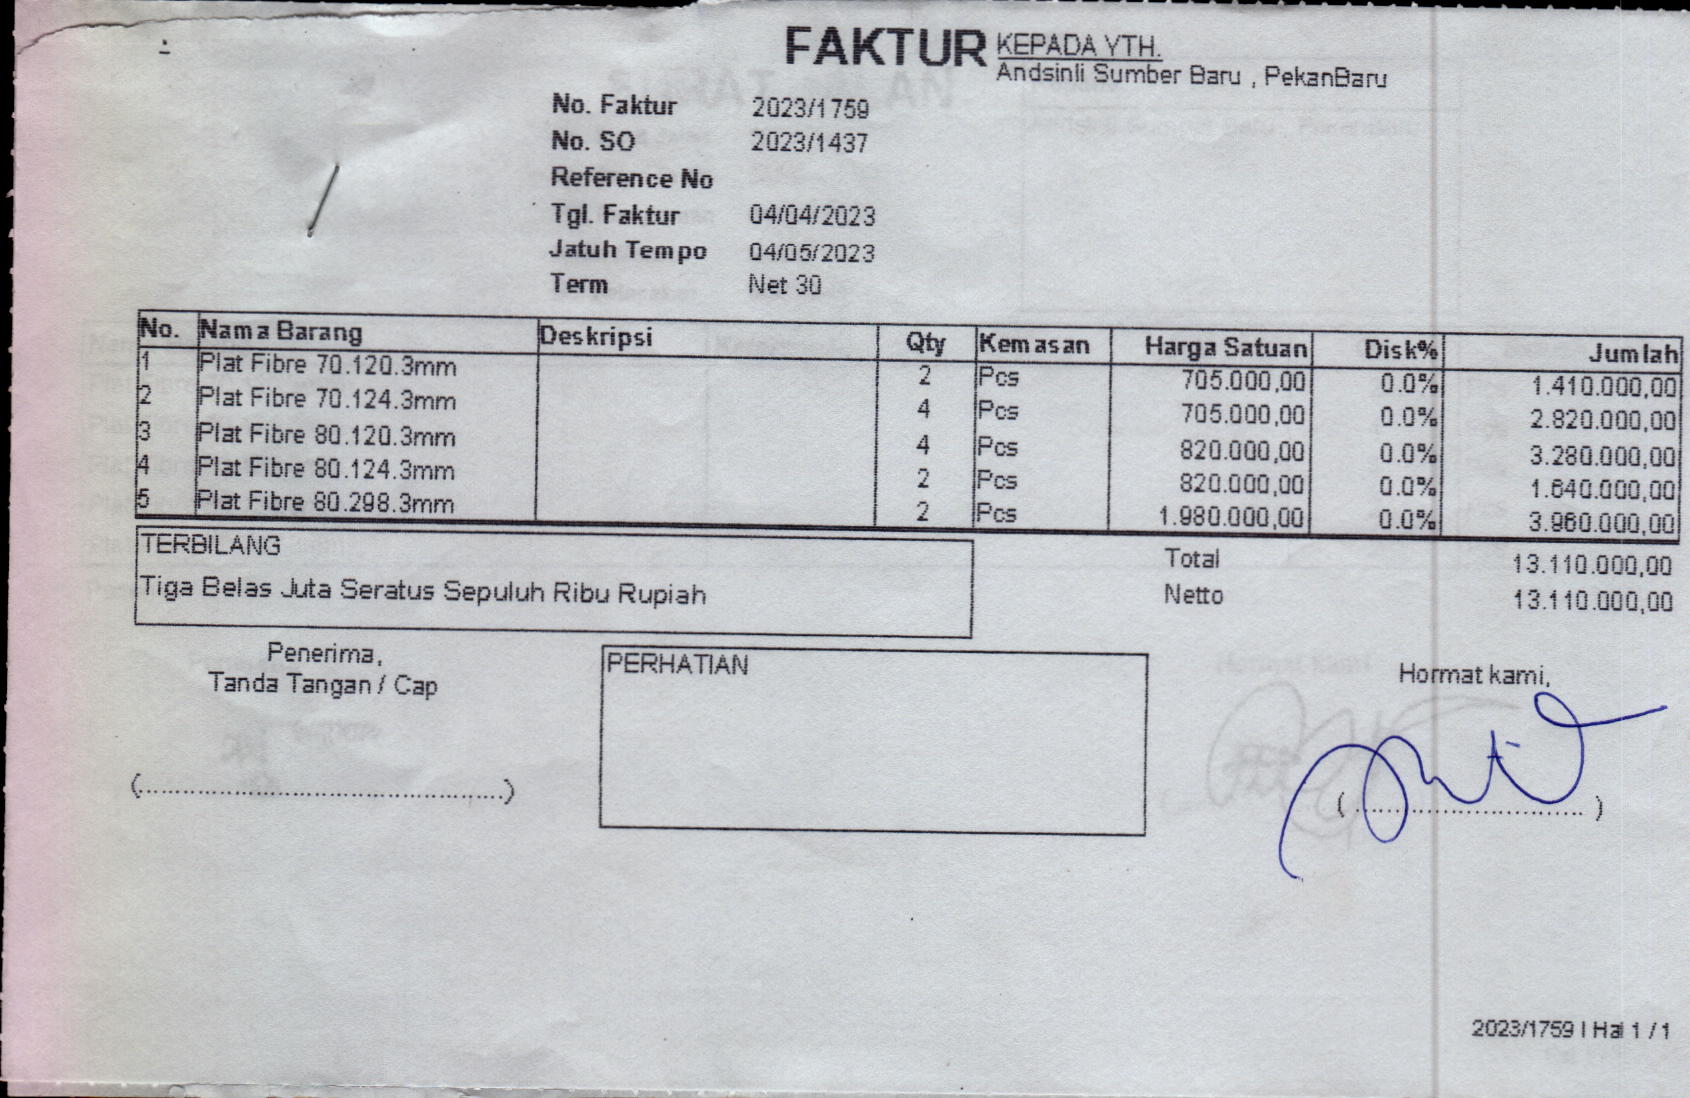 FAKTUR
KEPADA YTH.
Andsinli Sumber Baru , PekanBaru
No. Faktur 2023/1759
No. SO 2023/1437
Reference No
Tgl. Faktur 04/04/2023
Jatuh Tempo 04/05/2023
Term Net 30
No. Nama Barang Deskripsi Qty Kemasan Harga Satuan Disk% Jumlah
1 Plat Fibre 70.120.3mm 2 Pcs 705.000,00 0.0% 1.410.000,00
2 Plat Fibre 70.124.3mm 4 Pcs 705.000,00 0.0% 2.820.000,00
3 Plat Fibre 80.120.3mm 4 Pcs 820.000,00 0.0% 3.280.000,00
4 Plat Fibre 80.124.3mm 2 Pcs 820.000,00 0.0% 1.640.000,00
5 Plat Fibre 80.298.3mm 2 Pcs 1.980.000,00 0.0% 3.960.000,00
TERBILANG
Tiga Belas Juta Seratus Sepuluh Ribu Rupiah
Total 13.110.000,00
Netto 13.110.000,00
Penerima,
Tanda Tangan / Cap
(................................................)
PERHATIAN
Hormat kami,
(................................)
2023/1759 I Hal 1 / 1